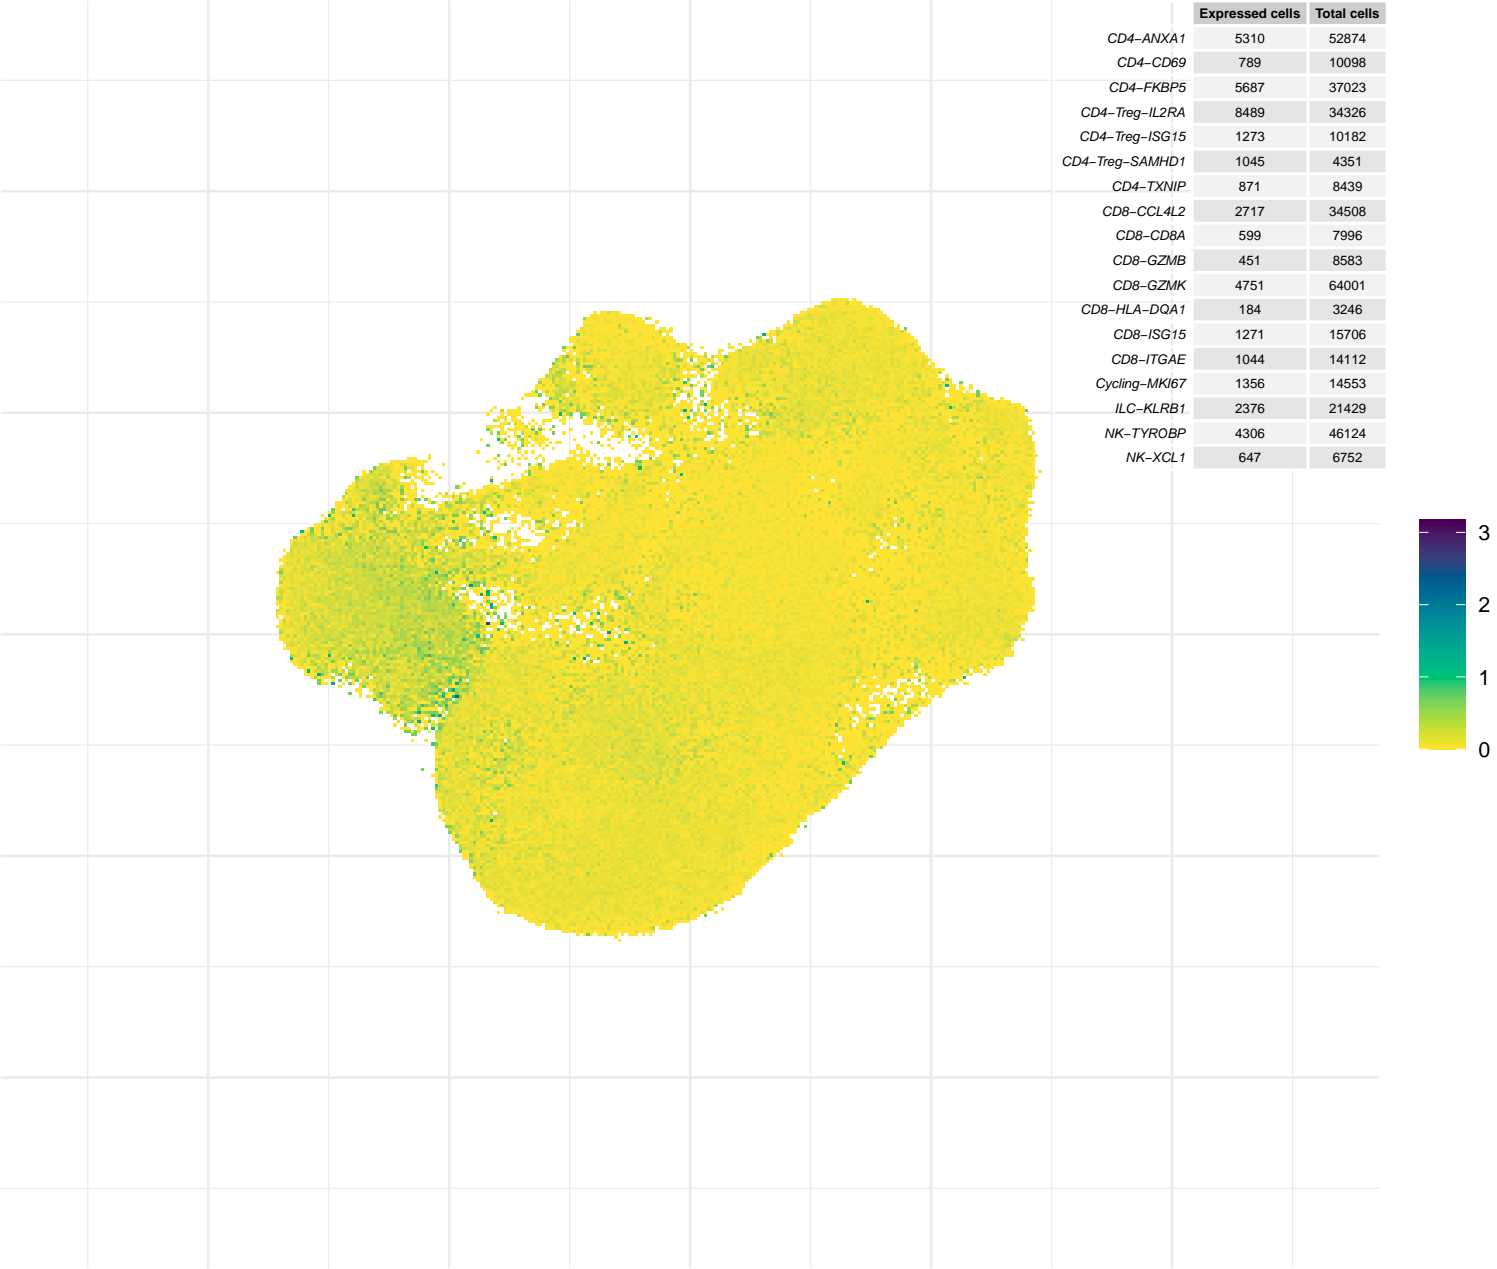 Expressed cells Total cells
CD4−ANXA1 5310 52874
CD4−CD69 789 10098
CD4−FKBP5 5687 37023
CD4−Treg−IL2RA 8489 34326
CD4−Treg−ISG15 1273 10182
CD4−Treg−SAMHD1 1045 4351
CD4−TXNIP 871 8439
CD8−CCL4L2 2717 34508
CD8−CD8A 599 7996
CD8−GZMB 451 8583
CD8−GZMK 4751 64001
CD8−HLA−DQA1 184 3246
CD8−ISG15 1271 15706
CD8−ITGAE 1044 14112
Cycling−MKI67 1356 14553
ILC−KLRB1 2376 21429
NK−TYROBP 4306 46124
NK−XCL1 647 6752
3
2
1
0